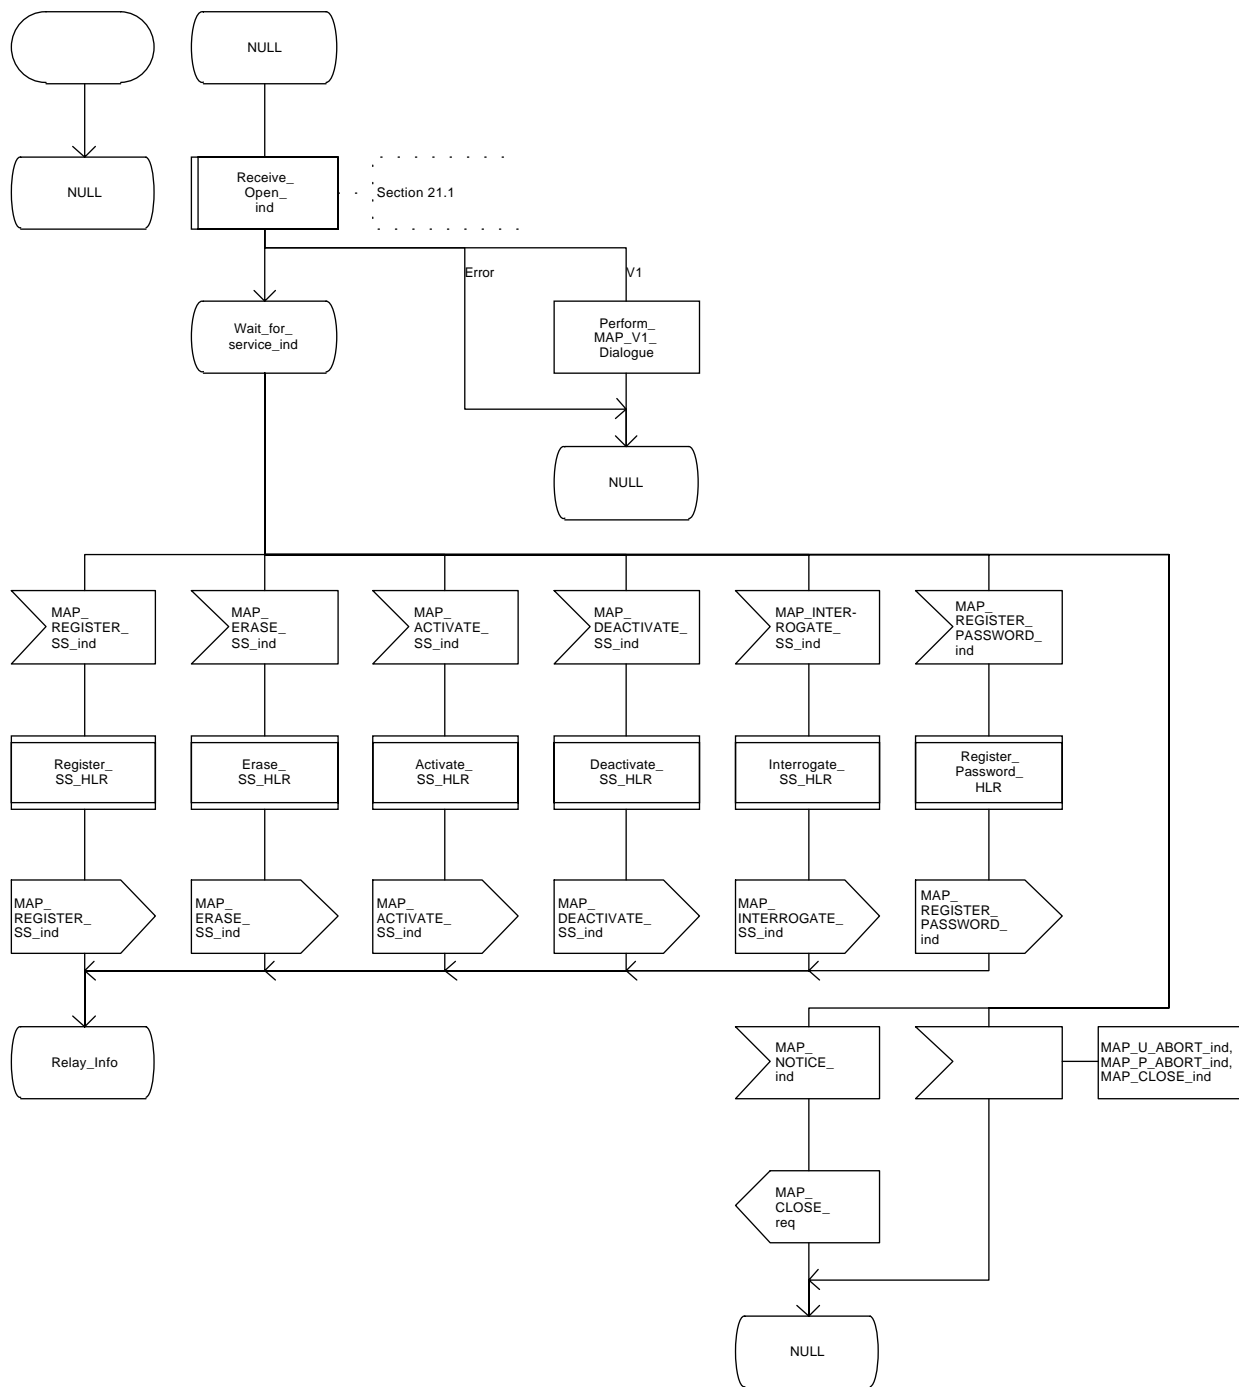 NULL
NULL
Receive_
Open_
ind
Section 21.1
Error
V1
Wait_for_
service_ind
Perform_
MAP_V1_
Dialogue
NULL
MAP_
REGISTER_
SS_ind
MAP_
ERASE_
SS_ind
MAP_
ACTIVATE_
SS_ind
MAP_
DEACTIVATE_
SS_ind
MAP_INTER-
ROGATE_
SS_ind
MAP_
REGISTER_
PASSWORD_
ind
Register_
SS_HLR
Erase_
SS_HLR
Activate_
SS_HLR
Deactivate_
SS_HLR
Interrogate_
SS_HLR
Register_
Password_
HLR
MAP_
REGISTER_
SS_ind
MAP_
ERASE_
SS_ind
MAP_
ACTIVATE_
SS_ind
MAP_
DEACTIVATE_
SS_ind
MAP_
INTERROGATE_
SS_ind
MAP_
REGISTER_
PASSWORD_
ind
Relay_Info
MAP_
NOTICE_
ind
MAP_U_ABORT_ind,
MAP_P_ABORT_ind,
MAP_CLOSE_ind
MAP_
CLOSE_
req
NULL